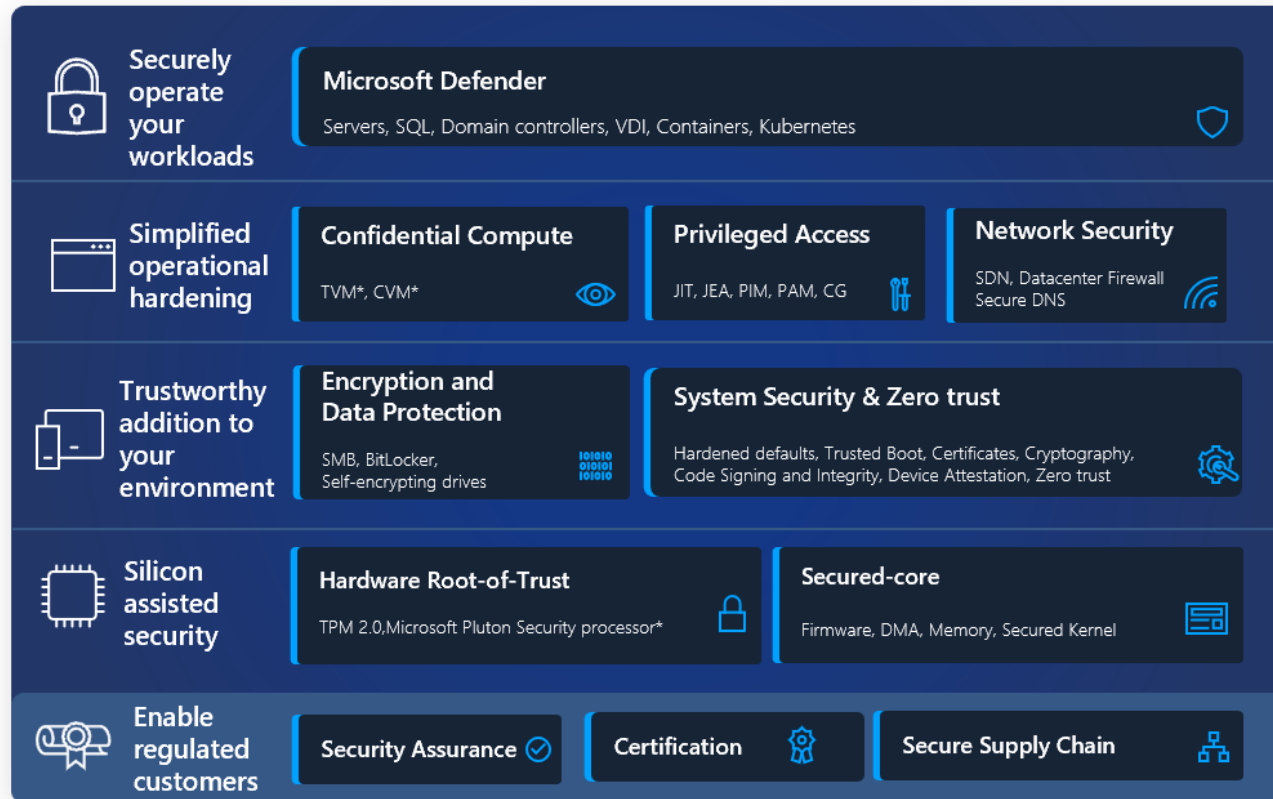 Securely
operate
your
workloads
Microsoft Defender
Servers, SQL, Domain controllers, VDI, Containers, Kubernetes
Simplified
operational
hardening
Confidential Compute
TVM*, CVM*
Privileged Access
JIT, JEA, PIM, PAM, CG
Network Security
SDN, Datacenter Firewall
Secure DNS
Trustworthy
addition to
your
environment
Encryption and
Data Protection
SMB, BitLocker,
Self-encrypting drives
101010
010101
101010
System Security & Zero trust
Hardened defaults, Trusted Boot, Certificates, Cryptography,
Code Signing and Integrity, Device Attestation, Zero trust
Silicon
assisted
security
Hardware Root-of-Trust
TPM 2.0,Microsoft Pluton Security processor*
Secured-core
Firmware, DMA, Memory, Secured Kernel
Enable
regulated
customers
Security Assurance
Certification
Secure Supply Chain